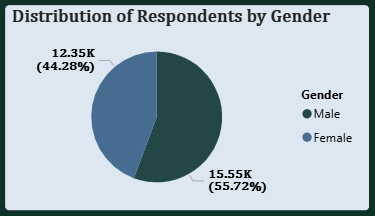 Distribution of Respondents by Gender
12.35K
(44.28%)
Gender
Male
Female
15.55K
(55.72%)